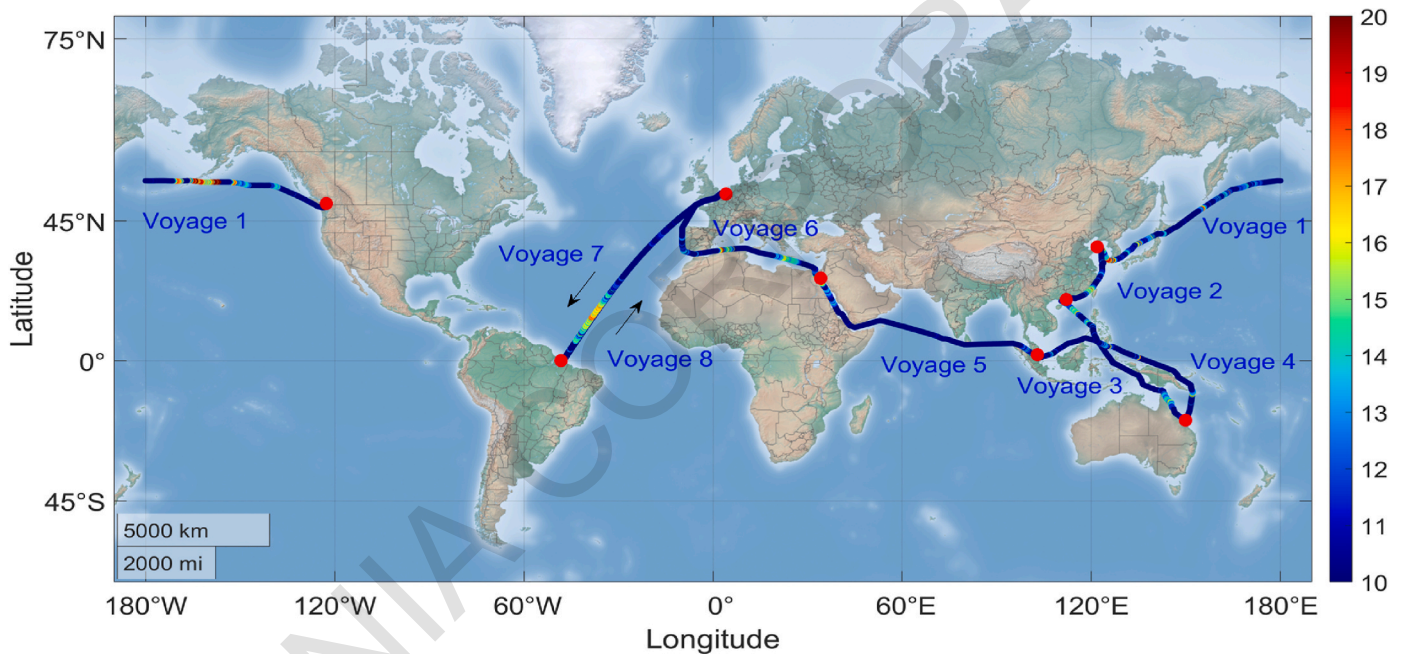 75°N
45°N
0°
45°S
Latitude
Voyage 1
Voyage 7
Voyage 6
Voyage 8
Voyage 5
Voyage 3
Voyage 4
Voyage 2
Voyage 1
5000 km
2000 mi
180°W
120°W
60°W
0°
60°E
120°E
180°E
Longitude
20
19
18
17
16
15
14
13
12
11
10